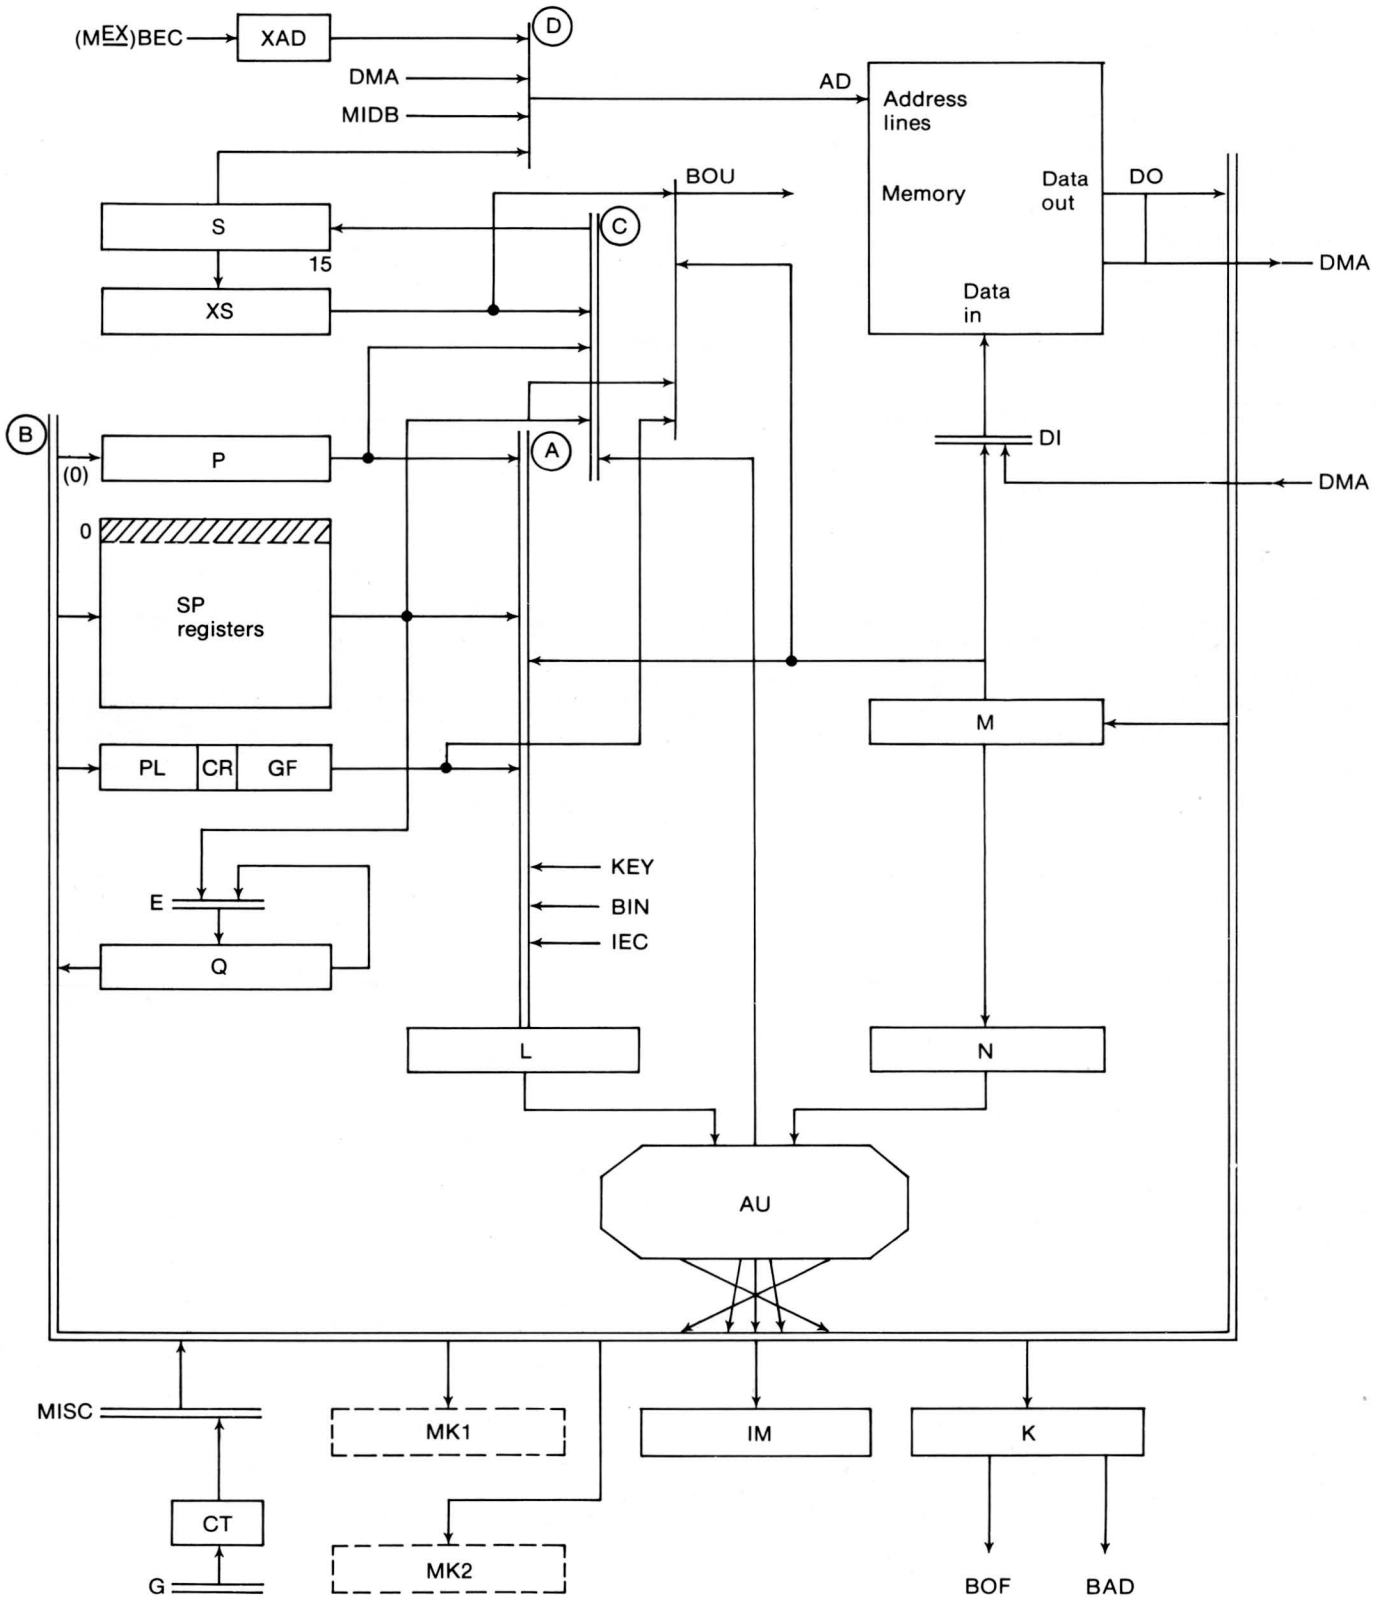 (MEX)BEC
XAD
D
DMA
MIDB
AD
Address
lines
Memory
Data
out
DO
DMA
Data
in
BOU
S
15
C
XS
B
(0)
P
A
DI
DMA
0
SP
registers
M
PL CR GF
KEY
E
BIN
IEC
Q
L
N
AU
MISC
MK1
IM
K
CT
G
MK2
BOF
BAD